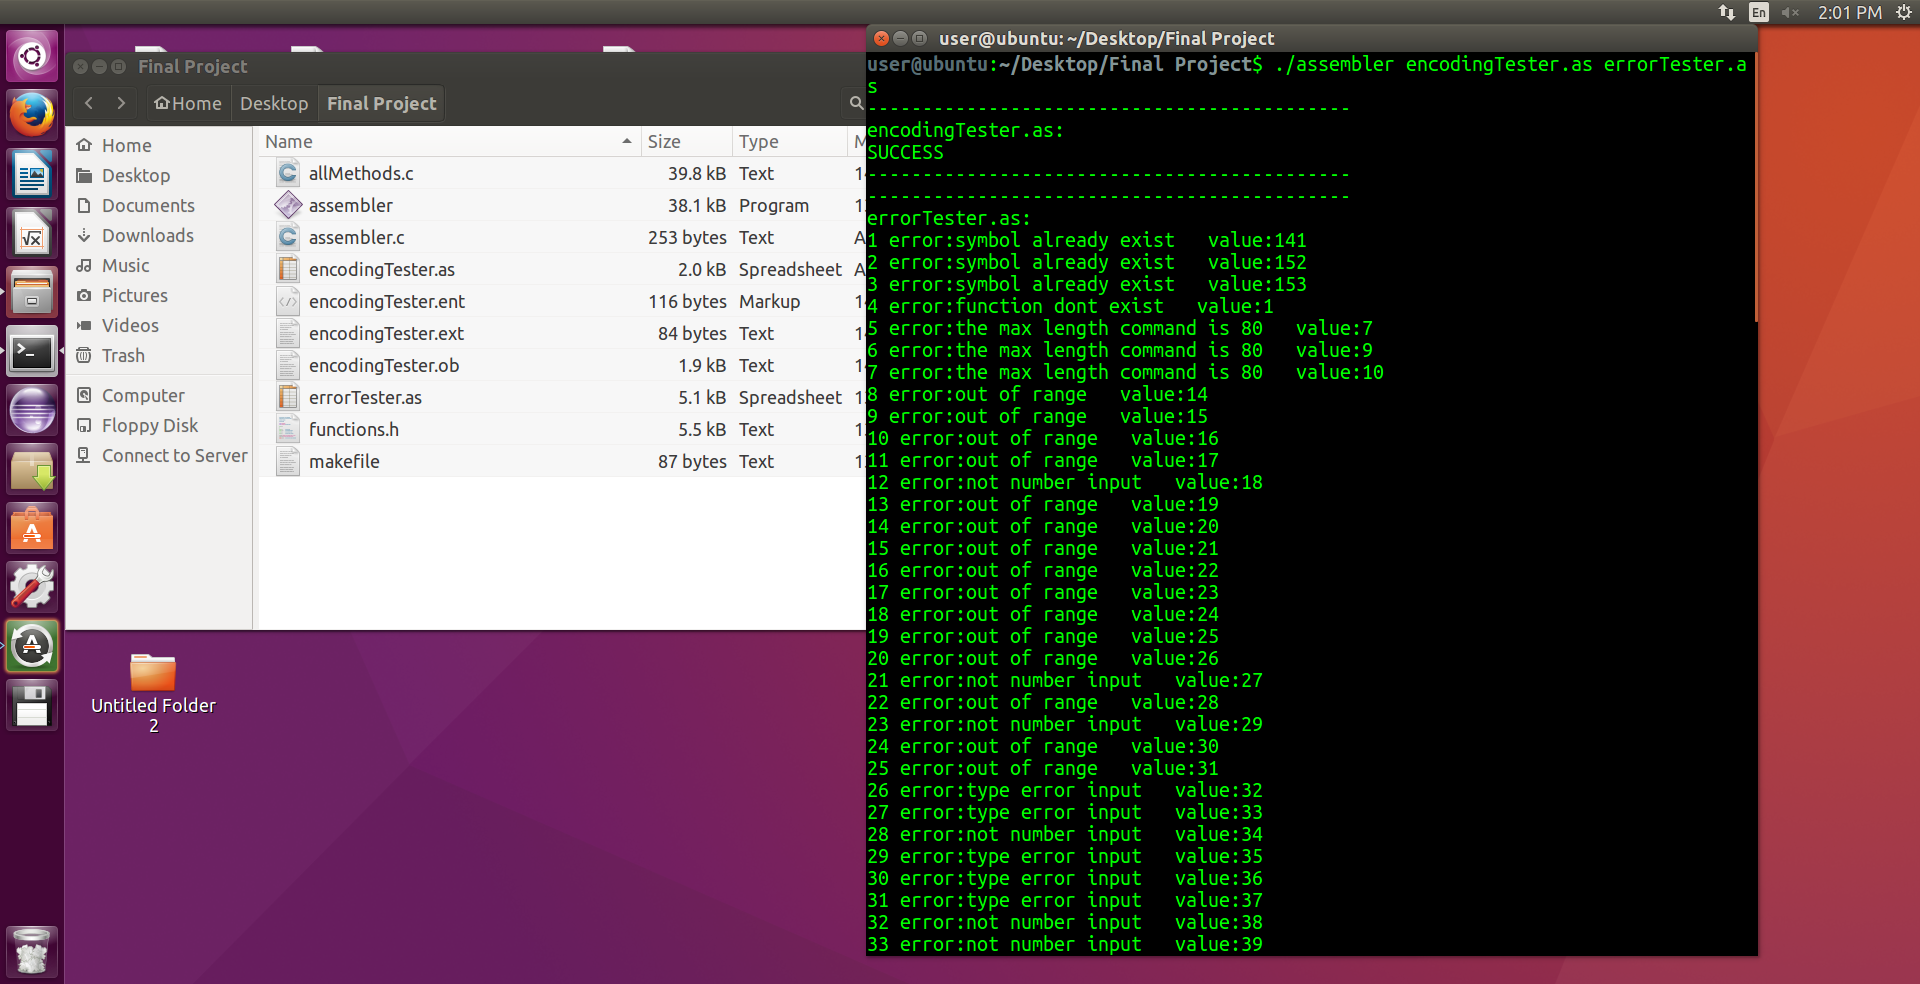 En
2:01 PM
Final Project
Home
Desktop
Final Project
Home
Desktop
Documents
Downloads
Music
Pictures
Videos
Trash
Computer
Floppy Disk
Connect to Server
Name Size Type M
allMethods.c 39.8 kB Text 14
assembler 38.1 kB Program 13
assembler.c 253 bytes Text A
encodingTester.as 2.0 kB Spreadsheet A
encodingTester.ent 116 bytes Markup 14
encodingTester.ext 84 bytes Text 14
encodingTester.ob 1.9 kB Text 14
errorTester.as 5.1 kB Spreadsheet 13
functions.h 5.5 kB Text 13
makefile 87 bytes Text 13
Untitled Folder
2
user@ubuntu: ~/Desktop/Final Project
user@ubuntu:~/Desktop/Final Project$ ./assembler encodingTester.as errorTester.a
s
--------------------------------------------
encodingTester.as:
SUCCESS
--------------------------------------------
--------------------------------------------
errorTester.as:
1 error:symbol already exist   value:141
2 error:symbol already exist   value:152
3 error:symbol already exist   value:153
4 error:function dont exist   value:1
5 error:the max length command is 80   value:7
6 error:the max length command is 80   value:9
7 error:the max length command is 80   value:10
8 error:out of range   value:14
9 error:out of range   value:15
10 error:out of range   value:16
11 error:out of range   value:17
12 error:not number input   value:18
13 error:out of range   value:19
14 error:out of range   value:20
15 error:out of range   value:21
16 error:out of range   value:22
17 error:out of range   value:23
18 error:out of range   value:24
19 error:out of range   value:25
20 error:out of range   value:26
21 error:not number input   value:27
22 error:out of range   value:28
23 error:not number input   value:29
24 error:out of range   value:30
25 error:out of range   value:31
26 error:type error input   value:32
27 error:type error input   value:33
28 error:not number input   value:34
29 error:type error input   value:35
30 error:type error input   value:36
31 error:type error input   value:37
32 error:not number input   value:38
33 error:not number input   value:39